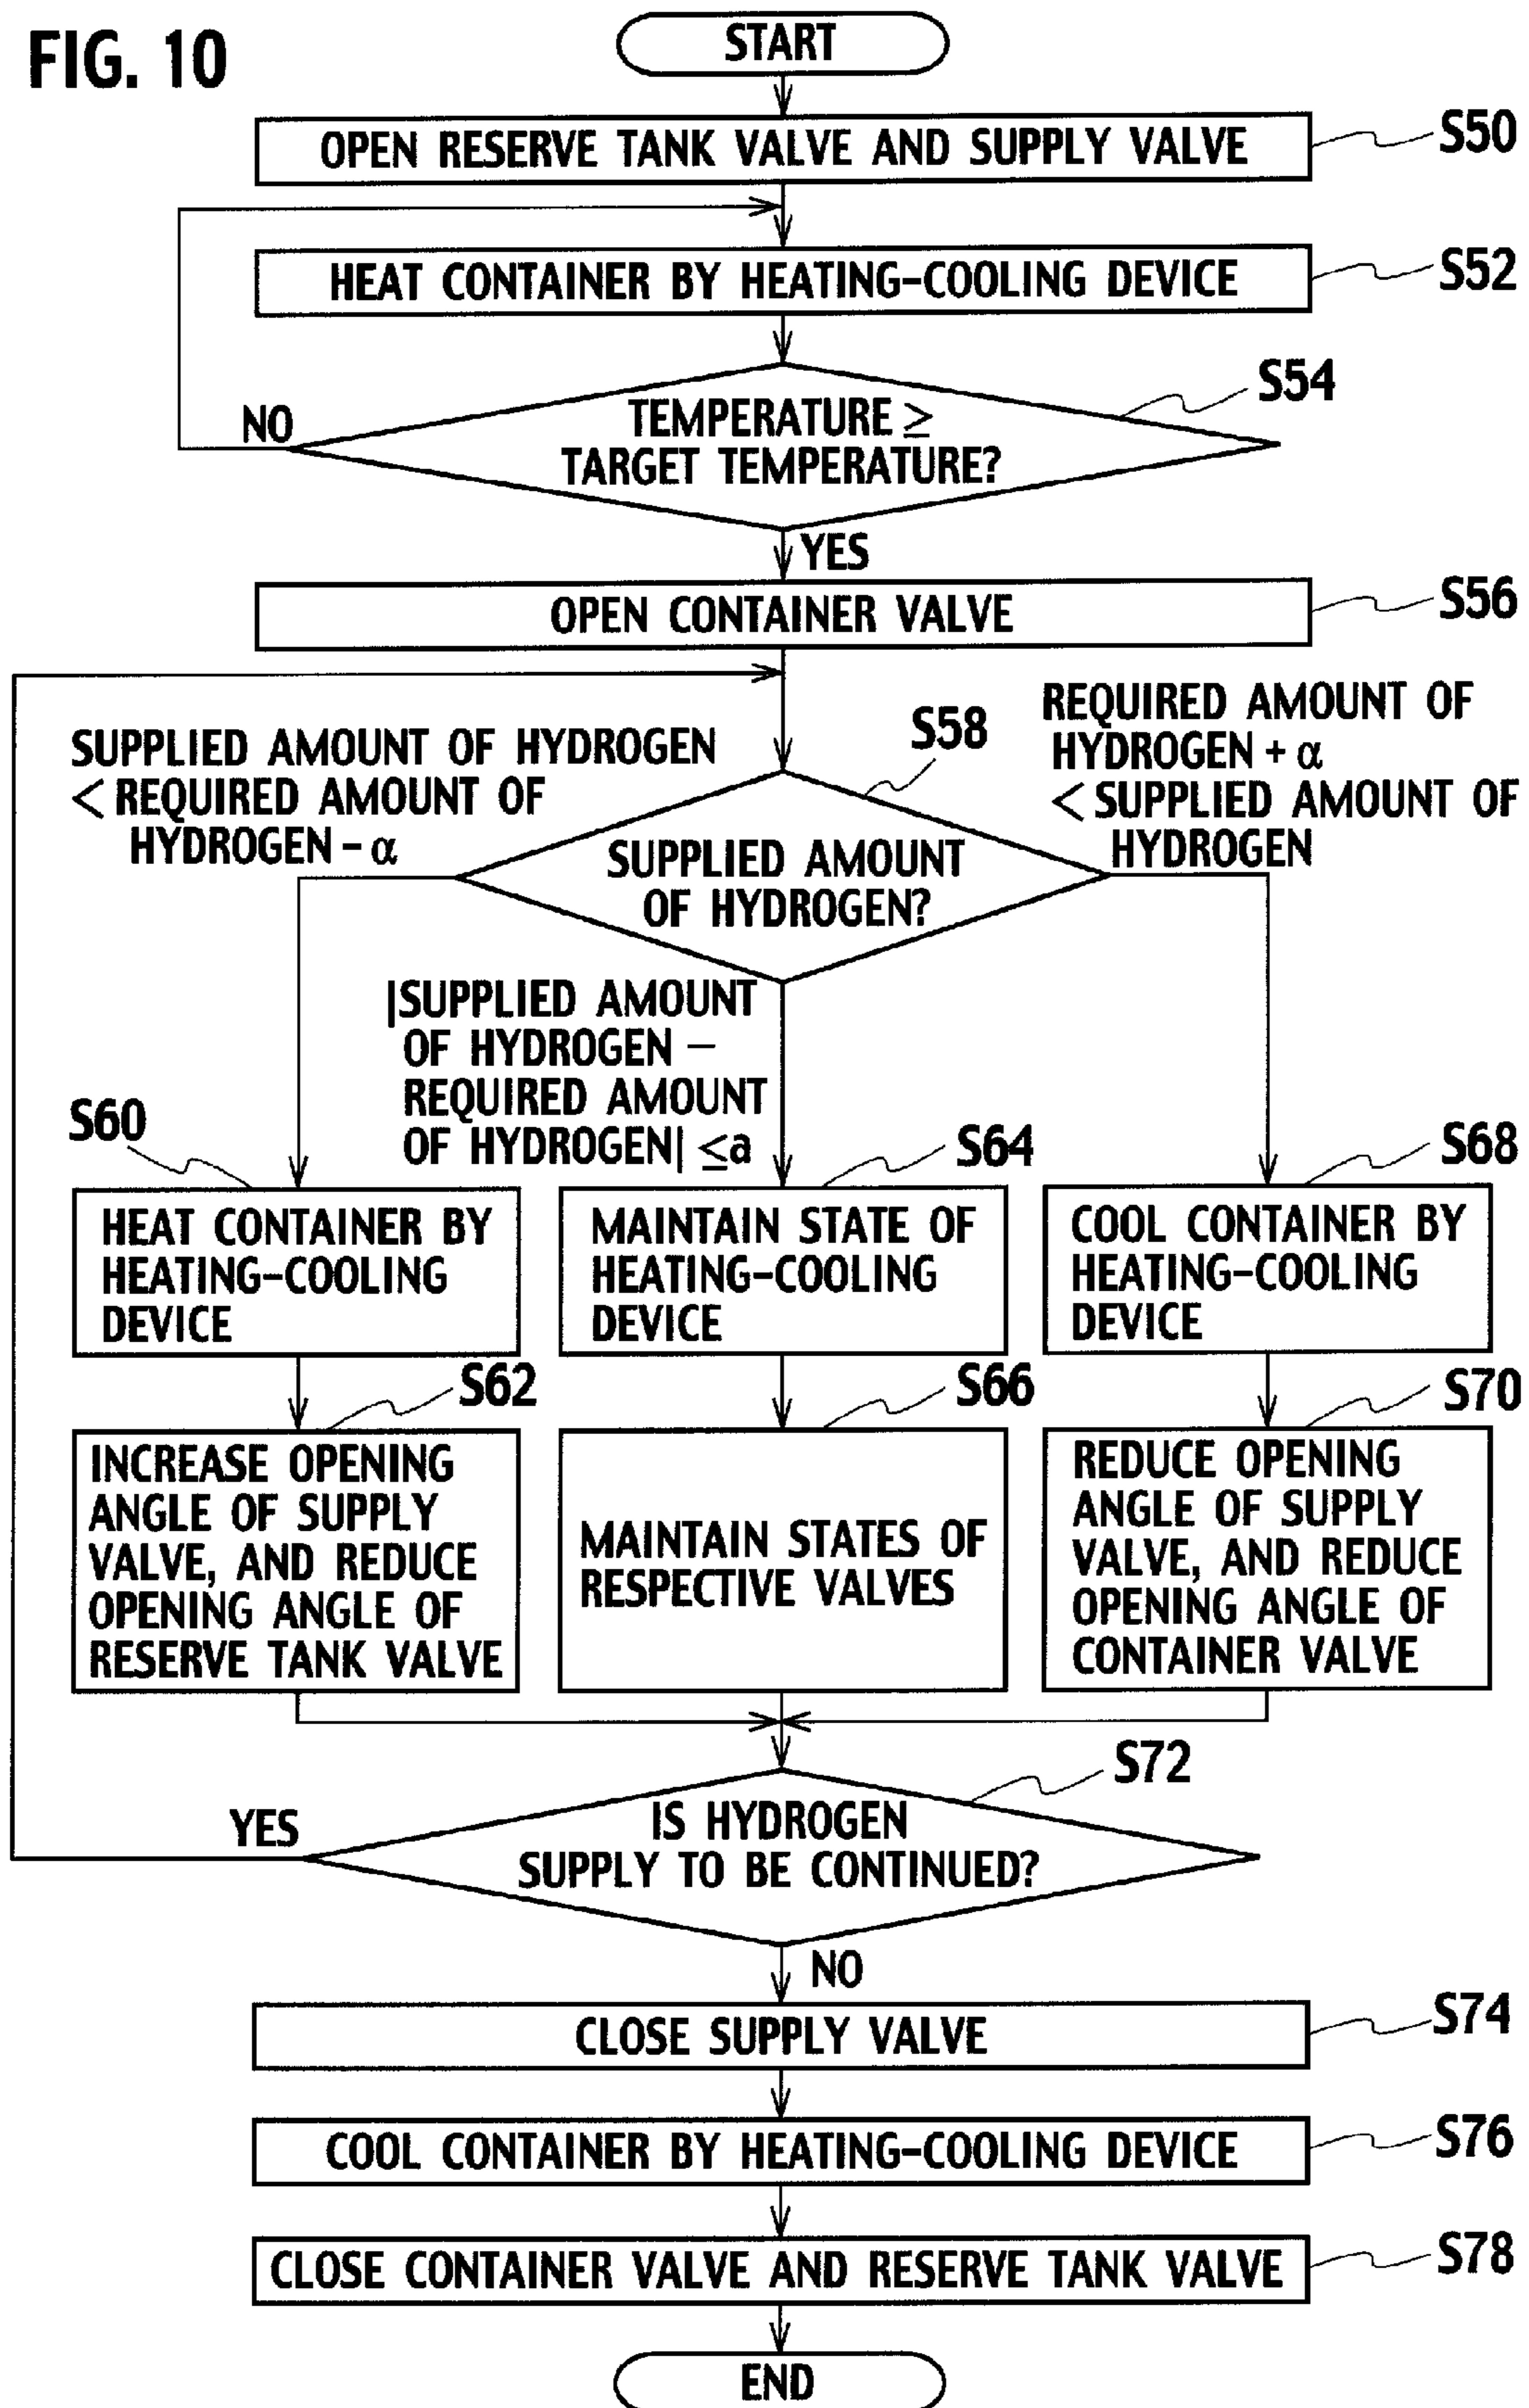 FIG. 10
START
OPEN RESERVE TANK VALVE AND SUPPLY VALVE
S50
HEAT CONTAINER BY HEATING-COOLING DEVICE
S52
TEMPERATURE ≥
TARGET TEMPERATURE?
S54
NO
YES
OPEN CONTAINER VALVE
S56
SUPPLIED AMOUNT OF HYDROGEN
< REQUIRED AMOUNT OF
HYDROGEN - α
S58
REQUIRED AMOUNT OF
HYDROGEN + α
< SUPPLIED AMOUNT OF
HYDROGEN
SUPPLIED AMOUNT
OF HYDROGEN?
|SUPPLIED AMOUNT
OF HYDROGEN −
REQUIRED AMOUNT
OF HYDROGEN| ≤a
S60
HEAT CONTAINER BY
HEATING-COOLING
DEVICE
S64
MAINTAIN STATE OF
HEATING-COOLING
DEVICE
S68
COOL CONTAINER BY
HEATING-COOLING
DEVICE
S62
INCREASE OPENING
ANGLE OF SUPPLY
VALVE, AND REDUCE
OPENING ANGLE OF
RESERVE TANK VALVE
S66
MAINTAIN STATES OF
RESPECTIVE VALVES
S70
REDUCE OPENING
ANGLE OF SUPPLY
VALVE, AND REDUCE
OPENING ANGLE OF
CONTAINER VALVE
S72
IS HYDROGEN
SUPPLY TO BE CONTINUED?
YES
NO
CLOSE SUPPLY VALVE
S74
COOL CONTAINER BY HEATING-COOLING DEVICE
S76
CLOSE CONTAINER VALVE AND RESERVE TANK VALVE
S78
END